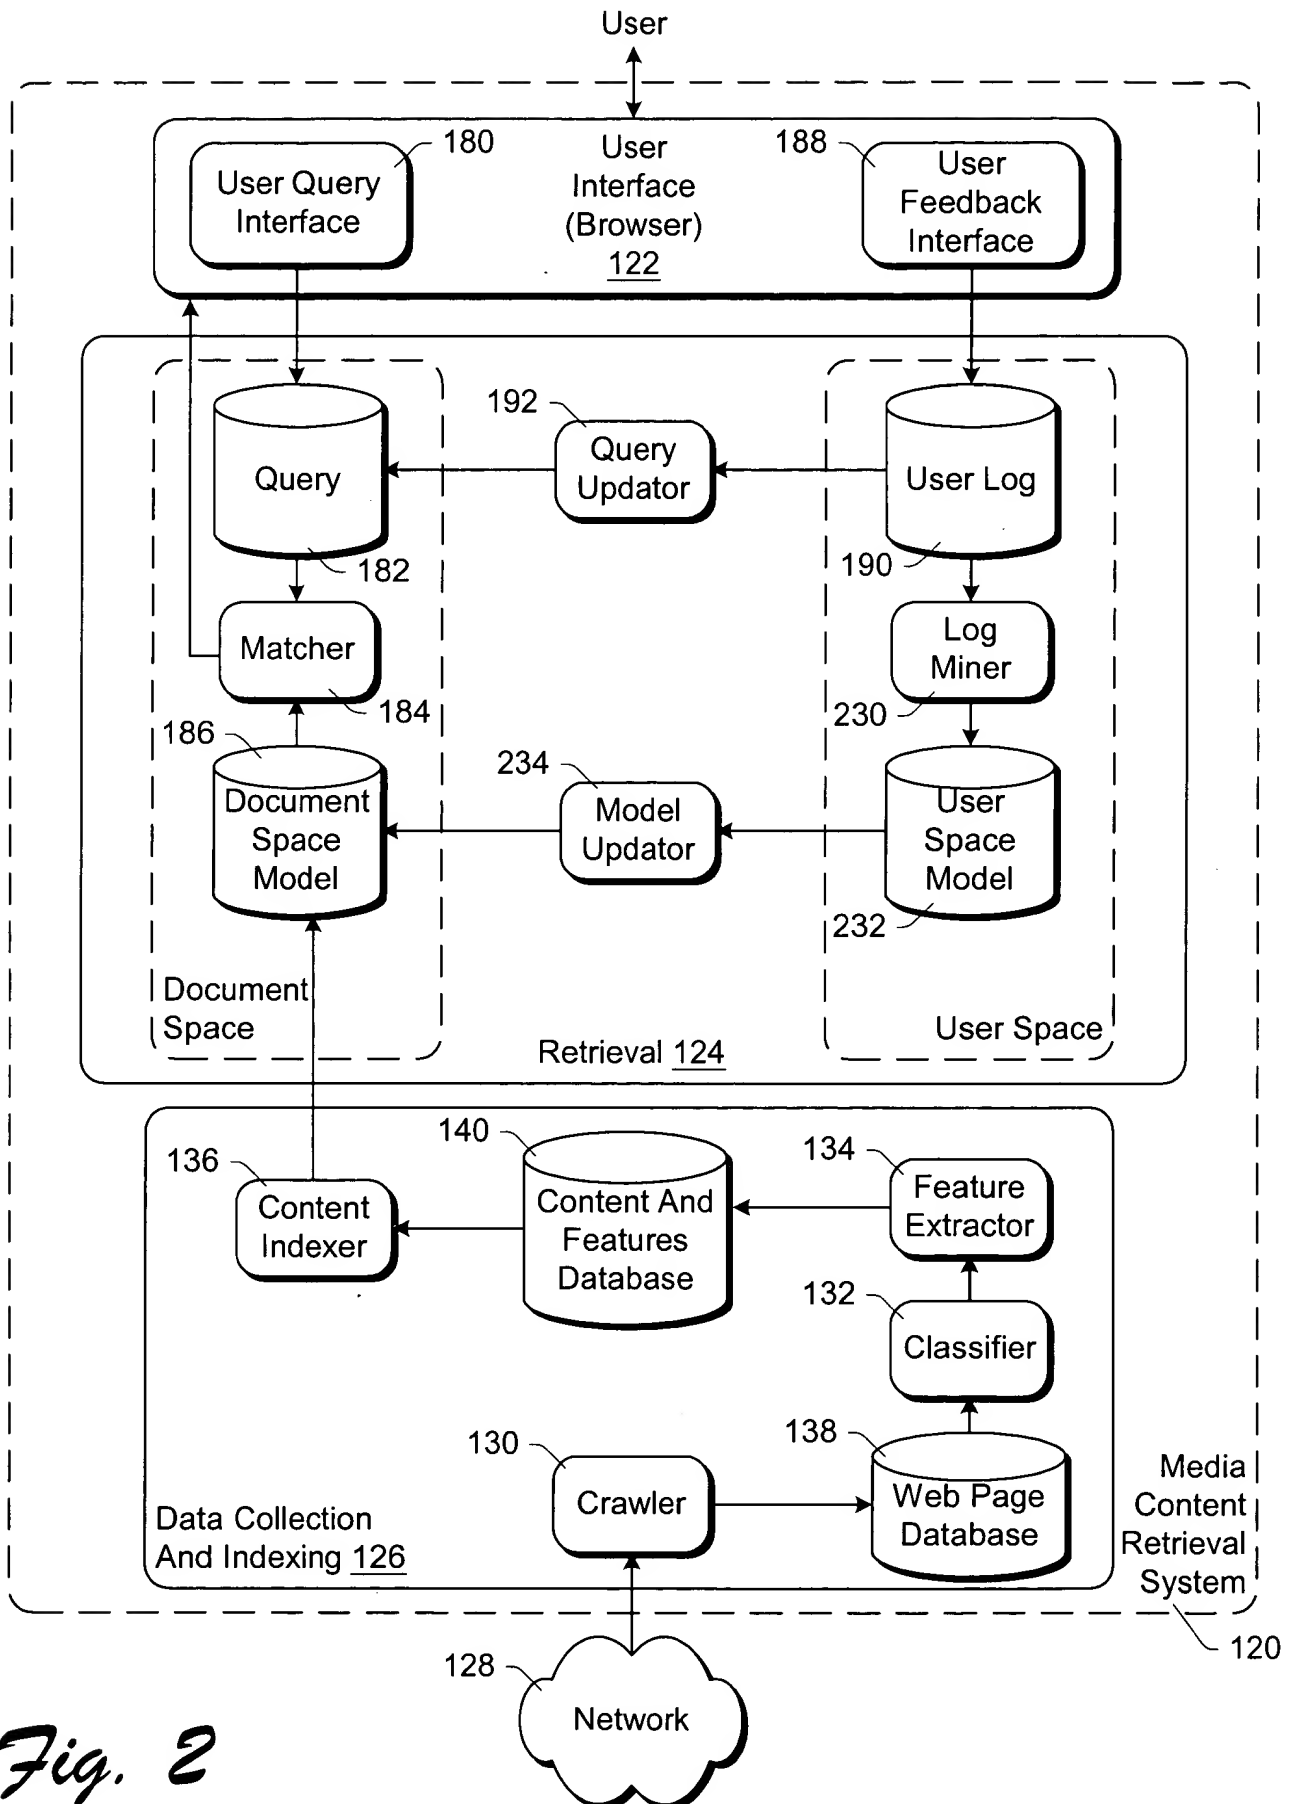 User
180
User Query
Interface
User
Interface
(Browser)
122
188
User
Feedback
Interface
Query
182
192
Query
Updator
User Log
190
Matcher
184
Log
Miner
230
186
Document
Space
Model
234
Model
Updator
User
Space
Model
232
Document
Space
User Space
Retrieval 124
136
Content
Indexer
140
Content And
Features
Database
134
Feature
Extractor
132
Classifier
130
Crawler
138
Web Page
Database
Data Collection
And Indexing 126
Media
Content
Retrieval
System
120
128
Network
Fig. 2